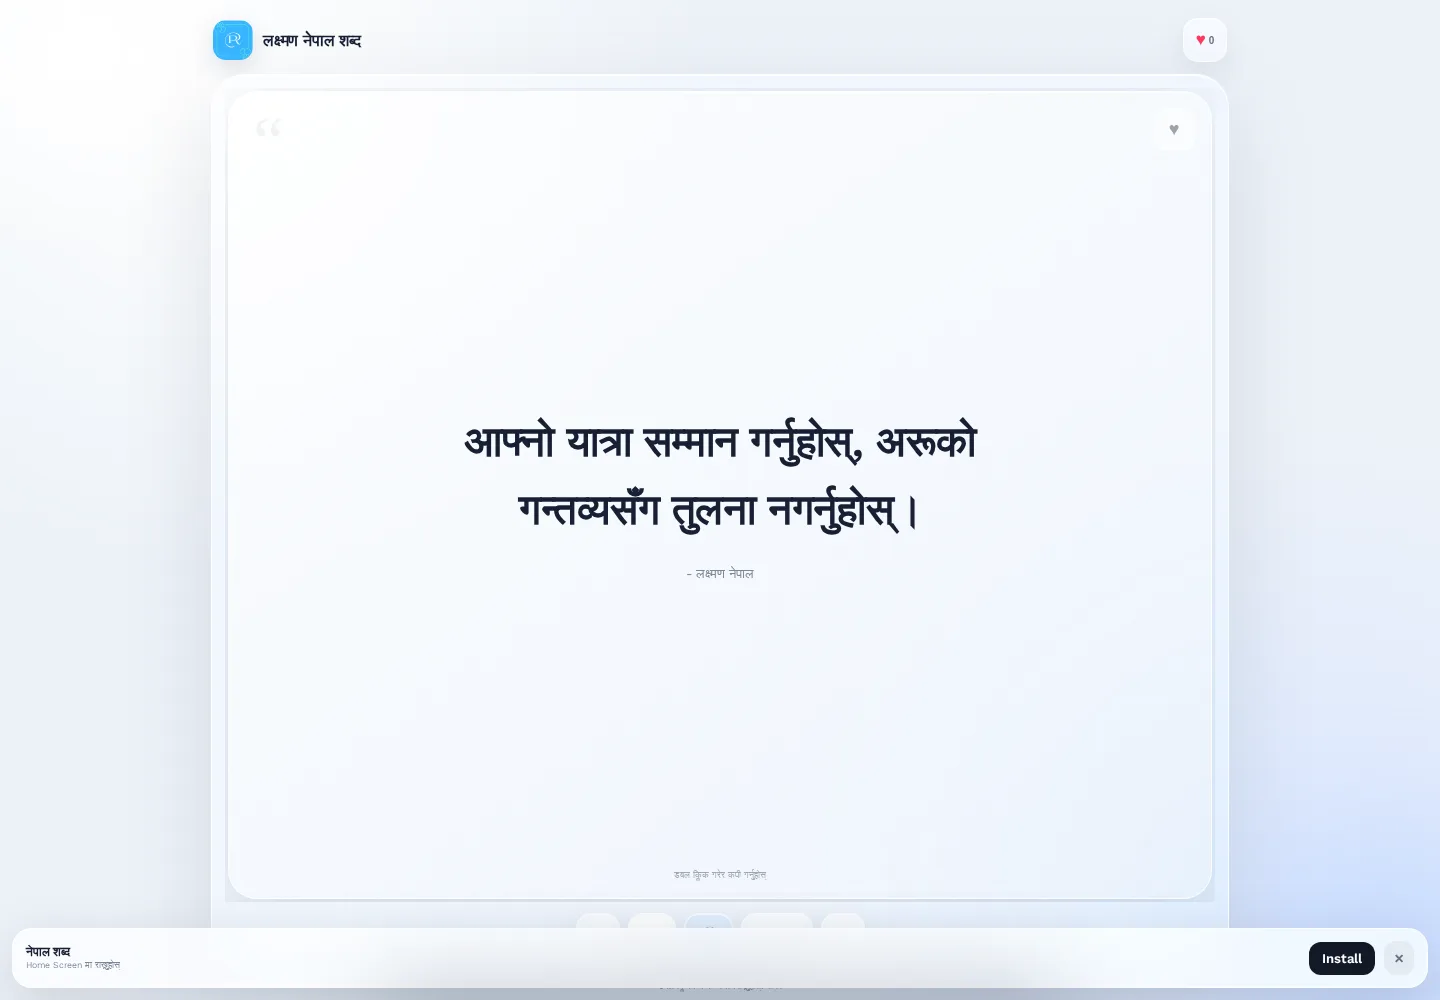 लक्ष्मण नेपाल शब्द
♥ 0
“
♥
आफ्नो यात्रा सम्मान गर्नुहोस्, अरूको
गन्तव्यसँग तुलना नगर्नुहोस्।
- लक्ष्मण नेपाल
डबल क्लिक गरेर कपी गर्नुहोस्
नेपाल शब्द
Home Screen मा राख्नुहोस्
Install
×